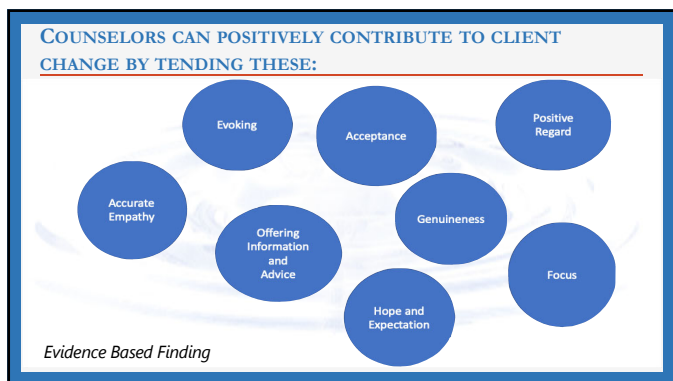 COUNSELORS CAN POSITIVELY CONTRIBUTE TO CLIENT
CHANGE BY TENDING THESE:
Evoking
Acceptance
Positive
Regard
Accurate
Empathy
Offering
Information
and
Advice
Genuineness
Focus
Hope and
Expectation
Evidence Based Finding